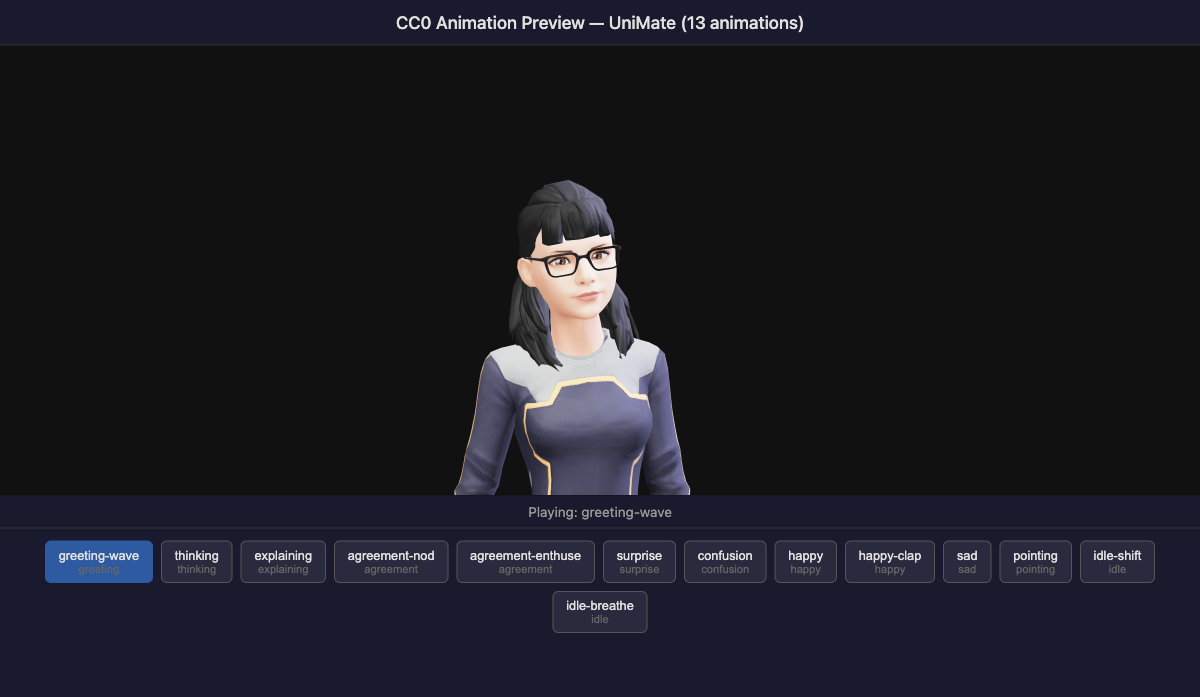 CC0 Animation Preview — UniMate (13 animations)
Playing: greeting-wave
greeting-wave
greeting
thinking
thinking
explaining
explaining
agreement-nod
agreement
agreement-enthuse
agreement
surprise
surprise
confusion
confusion
happy
happy
happy-clap
happy
sad
sad
pointing
pointing
idle-shift
idle
idle-breathe
idle